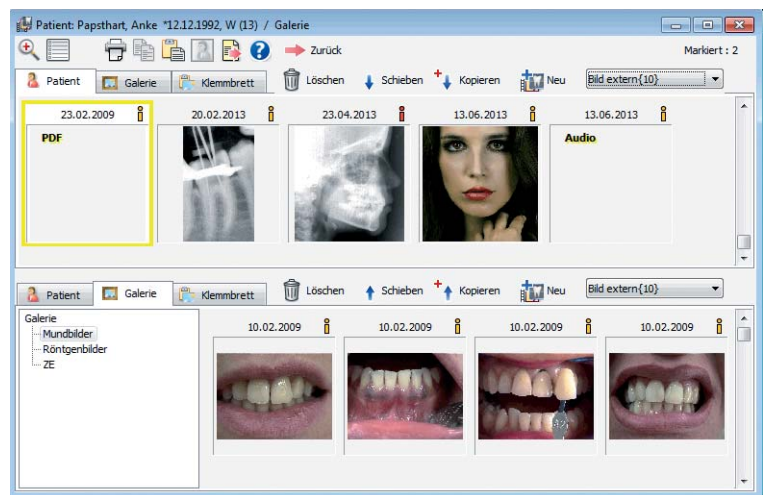 Patient: Papsthart, Anke *12.12.1992, W (13) / Galerie
Zurück
Markiert : 2
Patient
Galerie
Klemmbrett
Löschen
Schieben
Kopieren
Neu
Bild extern{10}
23.02.2009
20.02.2013
23.04.2013
13.06.2013
13.06.2013
PDF
Audio
Patient
Galerie
Klemmbrett
Löschen
Schieben
Kopieren
Neu
Bild extern{10}
Galerie
Mundbilder
Röntgenbilder
ZE
10.02.2009
10.02.2009
10.02.2009
10.02.2009